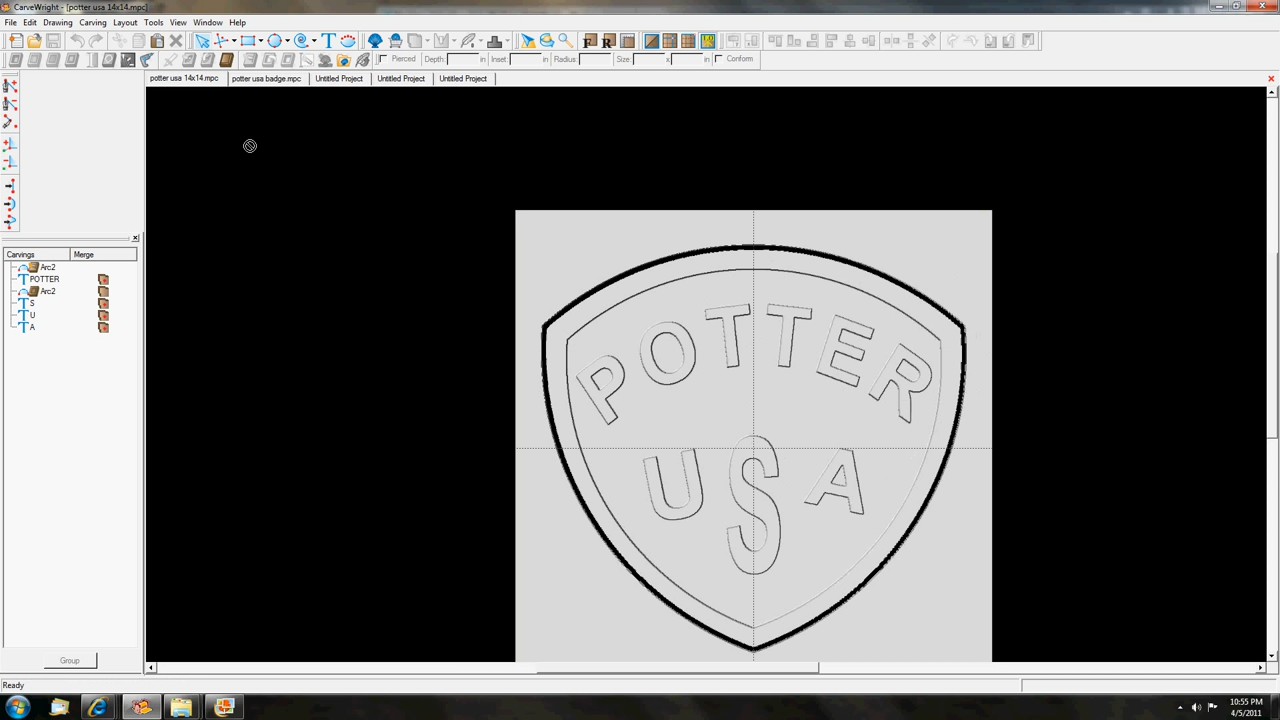 CarveWright - [potter usa 14x14.mpc]
File Edit Drawing Carving Layout Tools View Window Help
Pierced Depth: in Inset: in Radius: Size: x in Conform
potter usa 14x14.mpc potter usa badge.mpc Untitled Project Untitled Project Untitled Project
Carvings Merge
Arc2
POTTER
Arc2
S
U
A
POTTER
USA
Group
Ready
10:55 PM
4/5/2011